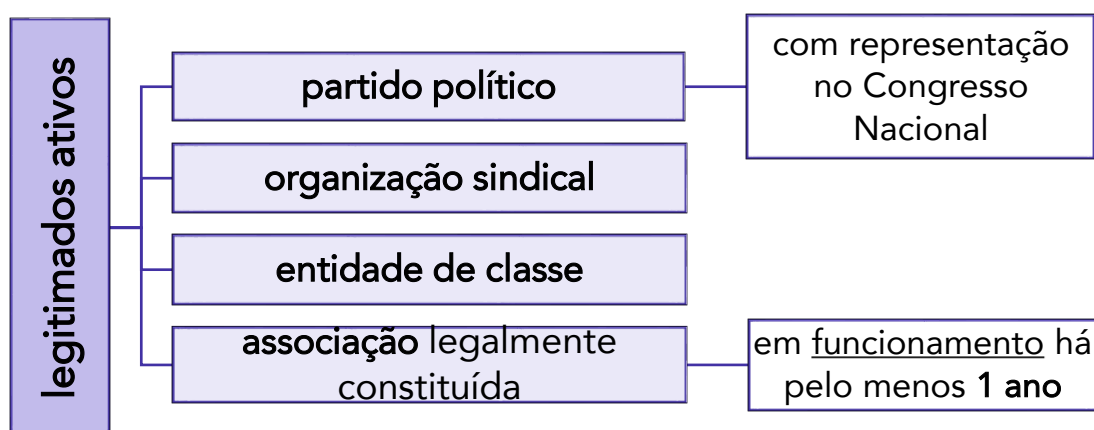 legitimados ativos
partido político
com representação
no Congresso
Nacional
organização sindical
entidade de classe
associação legalmente
constituída
em funcionamento há
pelo menos 1 ano